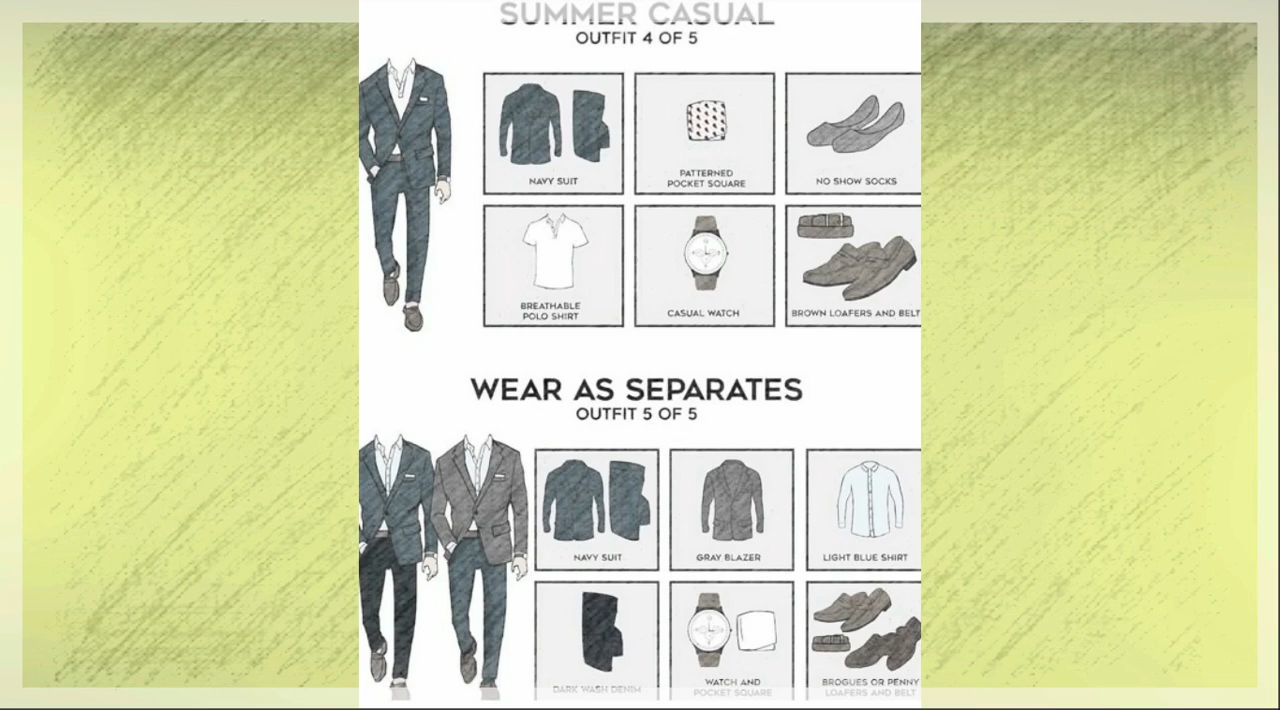 SUMMER CASUAL
OUTFIT 4 OF 5
NAVY SUIT
PATTERNED
POCKET SQUARE
NO SHOW SOCKS
BREATHABLE
POLO SHIRT
CASUAL WATCH
BROWN LOAFERS AND BELT
WEAR AS SEPARATES
OUTFIT 5 OF 5
NAVY SUIT
GRAY BLAZER
LIGHT BLUE SHIRT
DARK WASH DENIM
WATCH AND
POCKET SQUARE
BROGUES OR PENNY
LOAFERS AND BELT